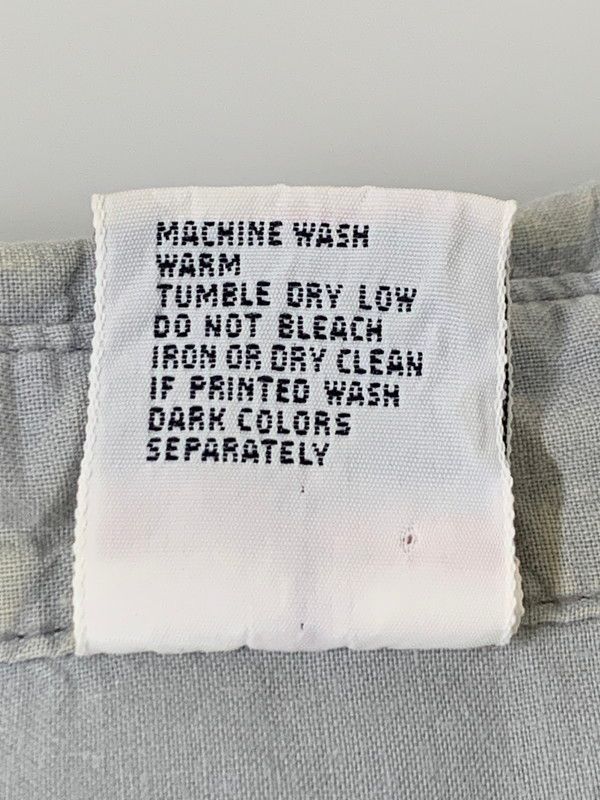 MACHINE WASH
WARM
TUMBLE DRY LOW
DO NOT BLEACH
IRON OR DRY CLEAN
IF PRINTED WASH
DARK COLORS
SEPARATELY